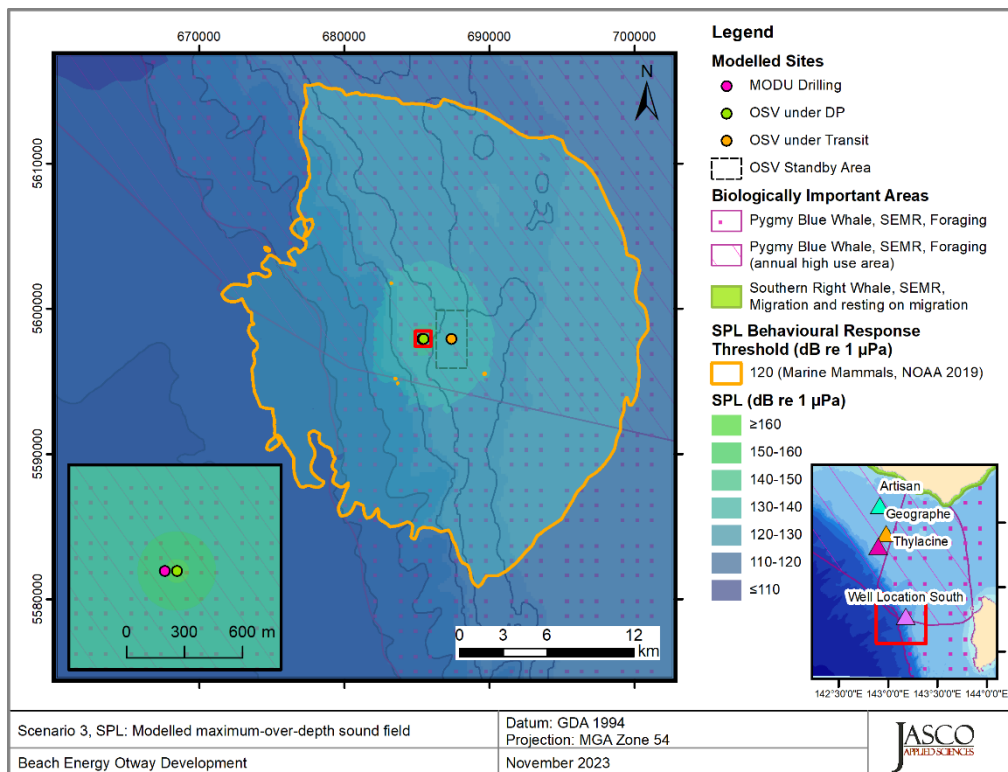 670000
680000
690000
700000
5610000
5600000
5590000
5580000
N
0 300 600 m
0 3 6 12
km
Legend
Modelled Sites
MODU Drilling
OSV under DP
OSV under Transit
OSV Standby Area
Biologically Important Areas
Pygmy Blue Whale, SEMR, Foraging
Pygmy Blue Whale, SEMR, Foraging
(annual high use area)
Southern Right Whale, SEMR,
Migration and resting on migration
SPL Behavioural Response
Threshold (dB re 1 µPa)
120 (Marine Mammals, NOAA 2019)
SPL (dB re 1 µPa)
≥160
150-160
140-150
130-140
120-130
110-120
≤110
Artisan
Geographe
Thylacine
Well Location South
142°30'0"E 143°0'0"E 143°30'0"E 144°0'0"E
Scenario 3, SPL: Modelled maximum-over-depth sound field
Datum: GDA 1994
Projection: MGA Zone 54
Beach Energy Otway Development
November 2023
JASCO
APPLIED SCIENCES